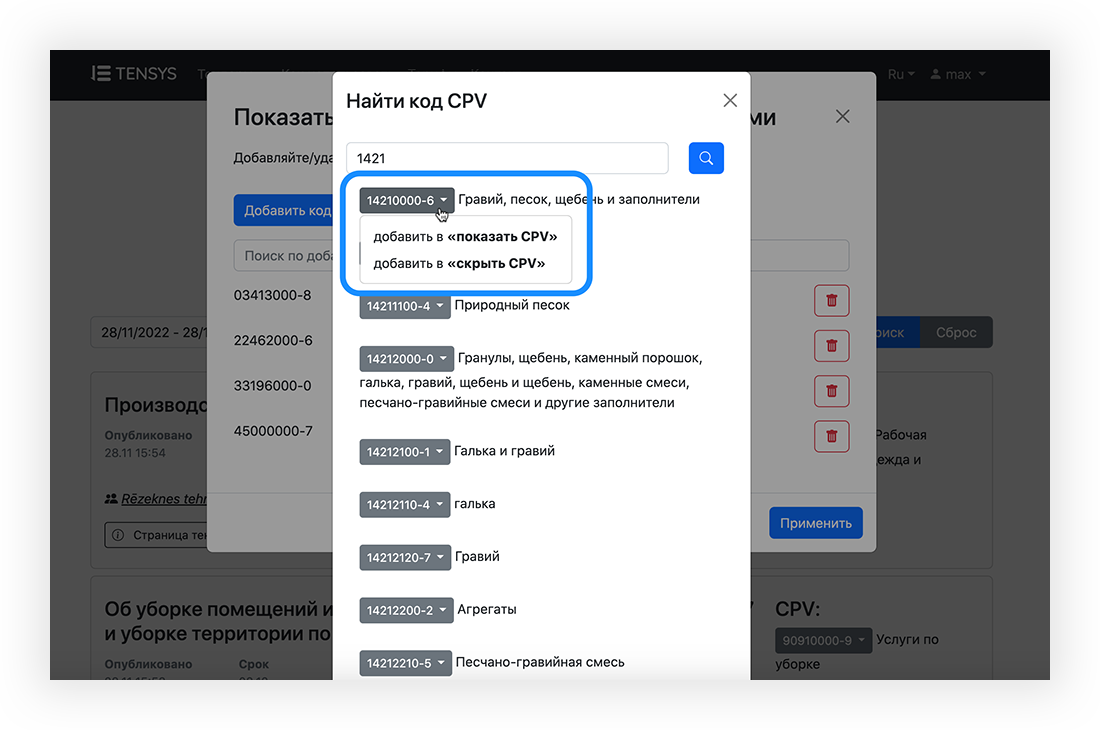 TENSYS
Ru
max
Найти код CPV
1421
14210000-6 Гравий, песок, щебень и заполнители
добавить в «показать CPV»
добавить в «скрыть CPV»
14211100-4 Природный песок
14212000-0 Гранулы, щебень, каменный порошок,
галька, гравий, щебень и щебень, каменные смеси,
песчано-гравийные смеси и другие заполнители
14212100-1 Галька и гравий
14212110-4 галька
14212120-7 Гравий
14212200-2 Агрегаты
14212210-5 Песчано-гравийная смесь
Показать
ми
Добавляйте/уда
Добавить код
Поиск по доба
03413000-8
22462000-6
33196000-0
45000000-7
Применить
28/11/2022 - 28/1
оиск
Сброс
Производс
Опубликовано
28.11 15:54
Rēzeknes tehn
Страница тен
Рабочая
ежда и
Об уборке помещений и
и уборке территории по
Опубликовано
Срок
CPV:
90910000-9 Услуги по
уборке